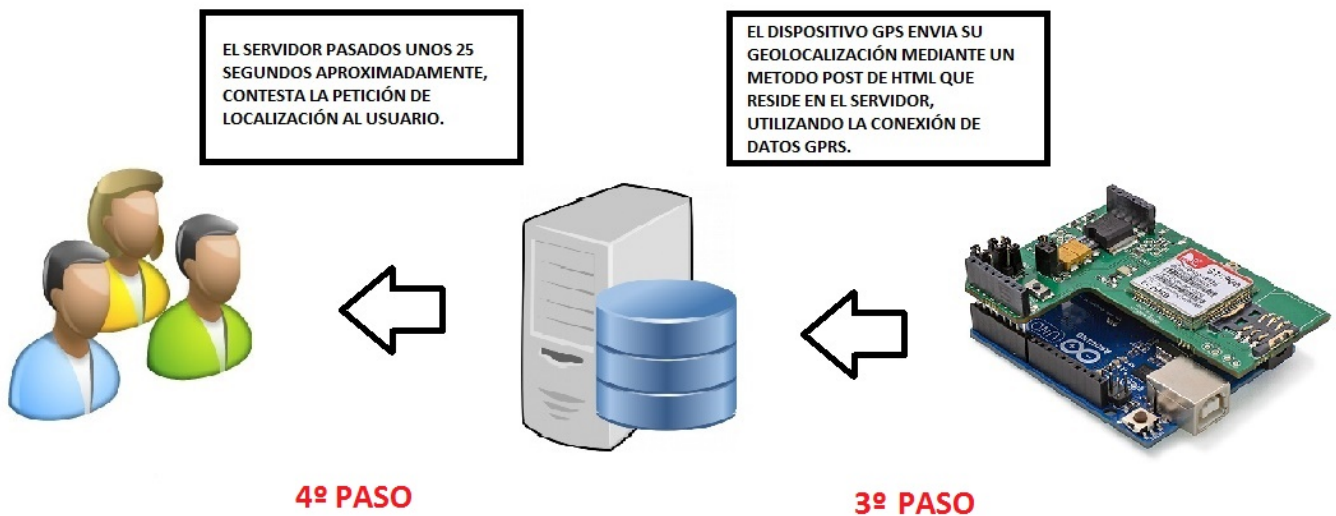 EL SERVIDOR PASADOS UNOS 25
SEGUNDOS APROXIMADAMENTE,
CONTESTA LA PETICIÓN DE
LOCALIZACIÓN AL USUARIO.
EL DISPOSITIVO GPS ENVIA SU
GEOLOCALIZACIÓN MEDIANTE UN
METODO POST DE HTML QUE
RESIDE EN EL SERVIDOR,
UTILIZANDO LA CONEXIÓN DE
DATOS GPRS.
4º PASO
3º PASO